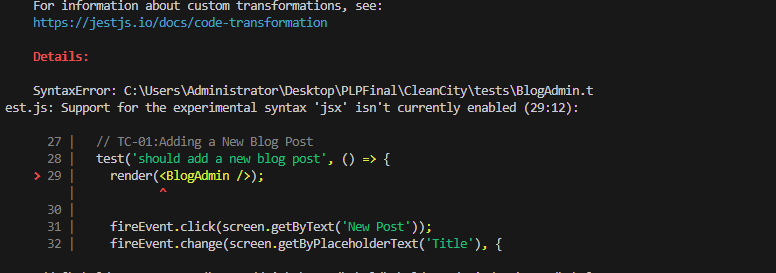 For information about custom transformations, see:
https://jestjs.io/docs/code-transformation
Details:
SyntaxError: C:\Users\Administrator\Desktop\PLPFinal\CleanCity\tests\BlogAdmin.t
est.js: Support for the experimental syntax 'jsx' isn't currently enabled (29:12):
27 | // TC-01:Adding a New Blog Post
28 | test('should add a new blog post', () => {
> 29 | render(<BlogAdmin />);
| ^
30 |
31 | fireEvent.click(screen.getByText('New Post'));
32 | fireEvent.change(screen.getByPlaceholderText('Title'), {